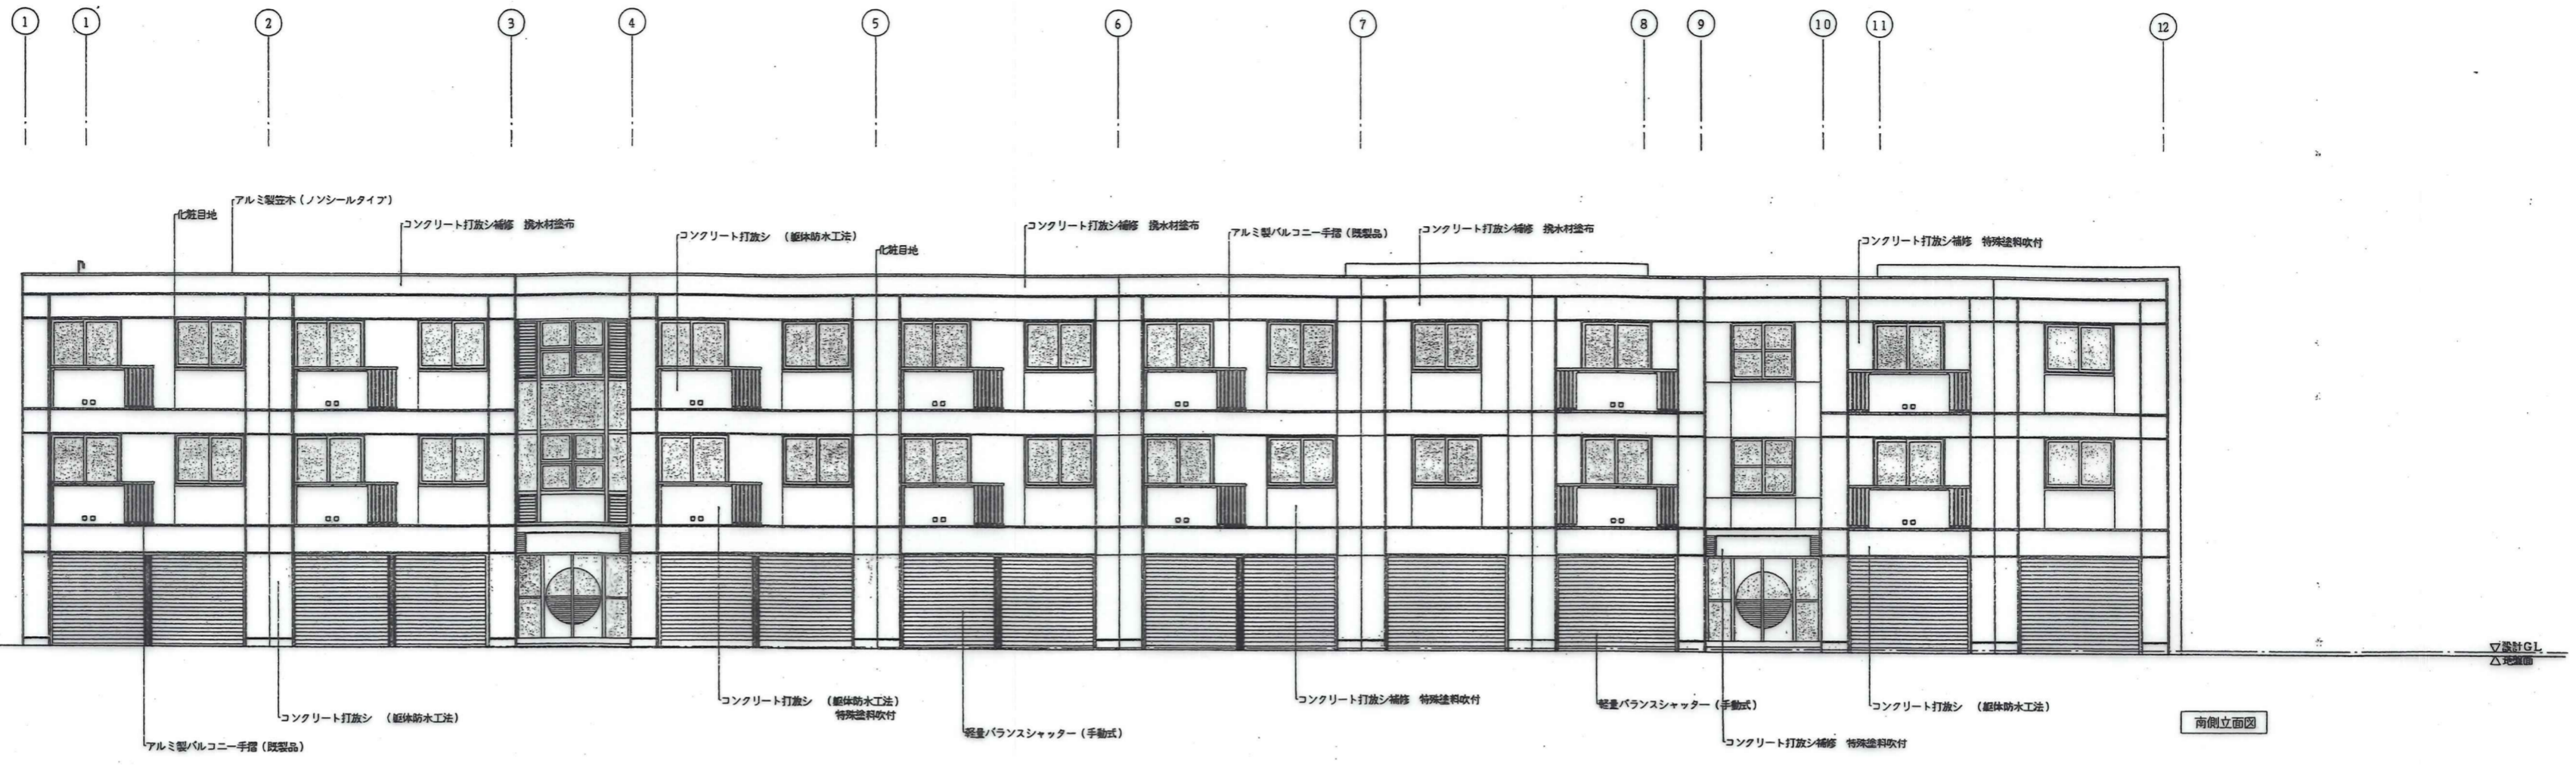 1 1' 2 3 4 5 6 7 8 9 10 11 12
アルミ製笠木(ノンシールタイプ)
化粧目地
コンクリート打放シ補修 撥水材塗布
コンクリート打放シ (躯体防水工法)
化粧目地
コンクリート打放シ補修 撥水材塗布
アルミ製バルコニー手摺(既製品)
コンクリート打放シ補修 撥水材塗布
コンクリート打放シ補修 特殊塗料吹付
▽設計GL
△地盤面
コンクリート打放シ (躯体防水工法)
アルミ製バルコニー手摺(既製品)
コンクリート打放シ (躯体防水工法)
特殊塗料吹付
軽量バランスシャッター(手動式)
コンクリート打放シ補修 特殊塗料吹付
軽量バランスシャッター(手動式)
コンクリート打放シ補修 特殊塗料吹付
コンクリート打放シ (躯体防水工法)
南側立面図